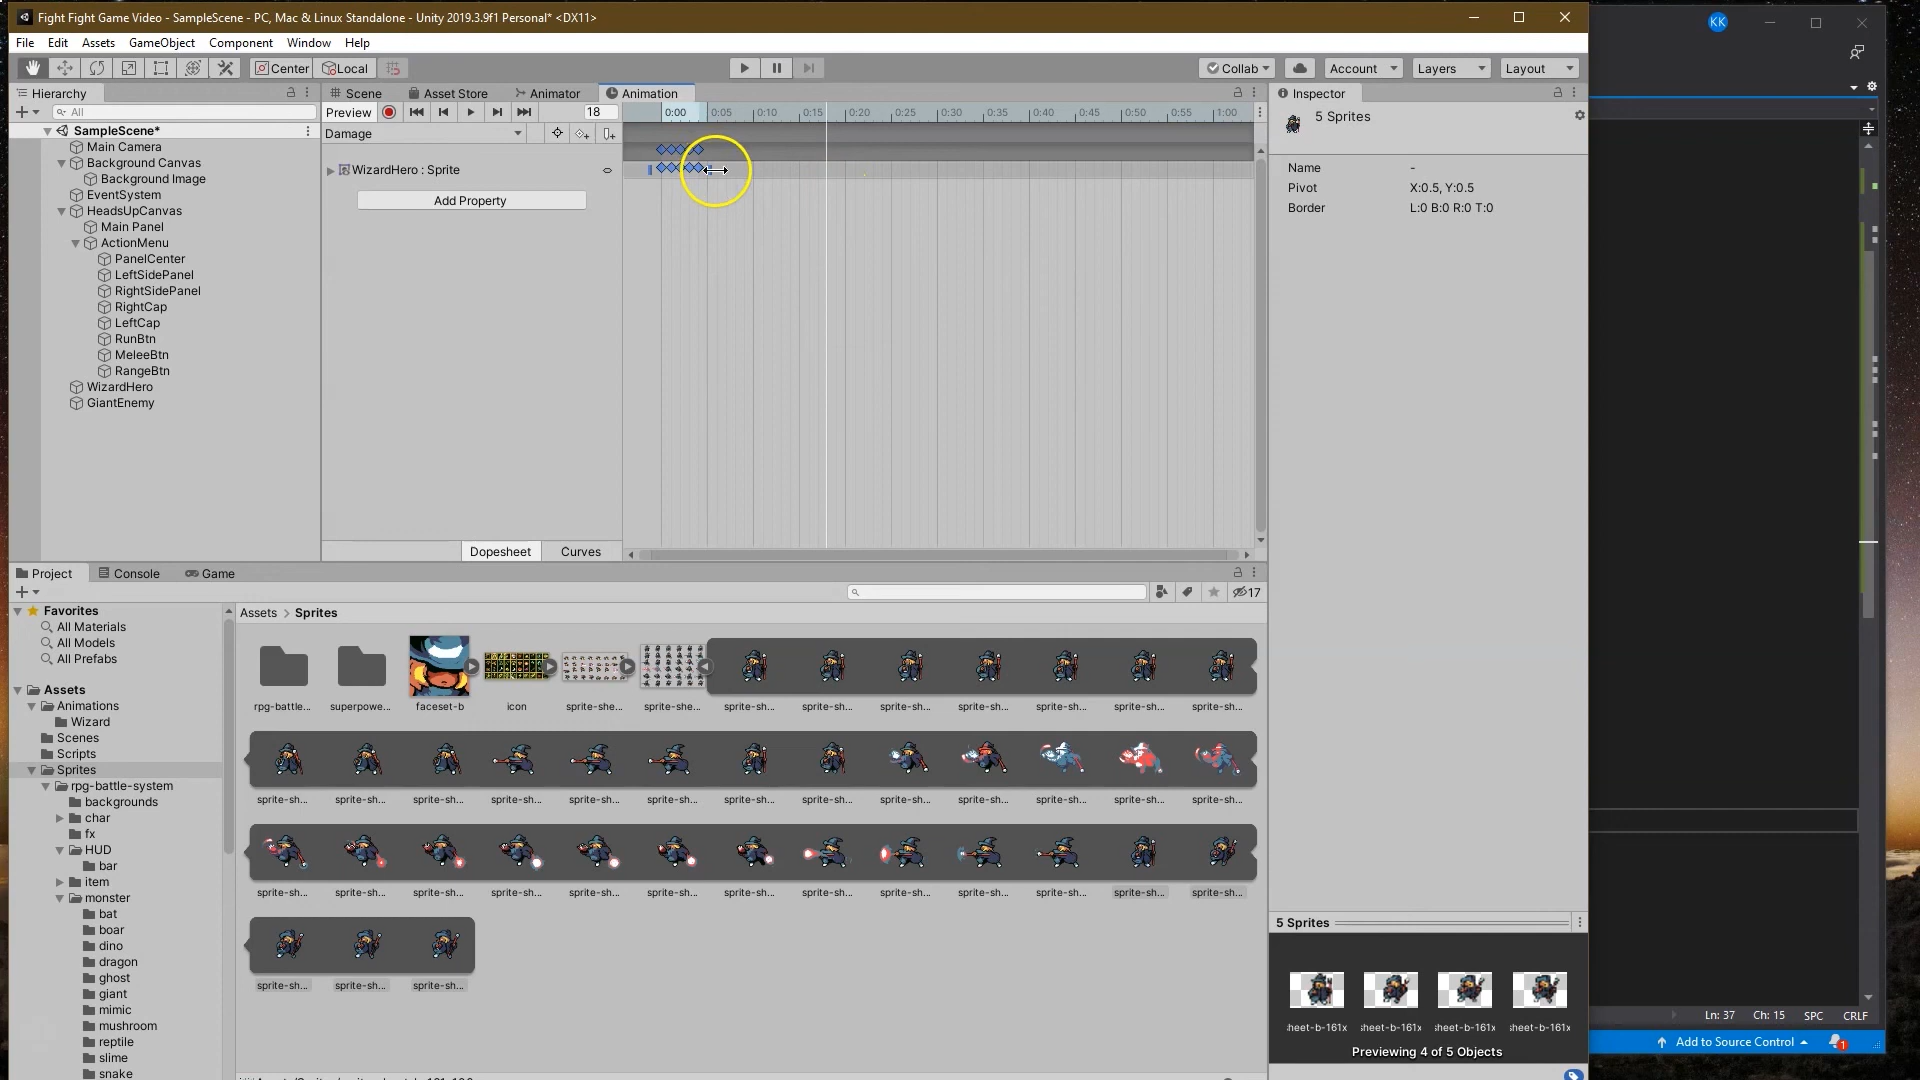 Fight Fight Game Video - SampleScene - PC, Mac & Linux Standalone - Unity 2019.3.9f1 Personal* <DX11>
KK
File Edit Assets GameObject Component Window Help
Center Local Collab Account Layers Layout
Hierarchy Scene Asset Store Animator Animation Inspector
All Preview 18 0:00 0:05 0:10 0:15 0:20 0:25 0:30 0:35 0:40 0:45 0:50 0:55 1:00
5 Sprites
SampleScene* Damage
Main Camera
Background Canvas WizardHero : Sprite
Name -
Background Image
Pivot X:0.5, Y:0.5
EventSystem
Add Property
Border L:0 B:0 R:0 T:0
HeadsUpCanvas
Main Panel
ActionMenu
PanelCenter
LeftSidePanel
RightSidePanel
RightCap
LeftCap
RunBtn
MeleeBtn
RangeBtn
WizardHero
GiantEnemy
Dopesheet Curves
Project Console Game
17
Favorites
All Materials
All Models
All Prefabs
Assets > Sprites
Assets
Animations
Wizard
Scenes
Scripts
Sprites
rpg-battle-system
backgrounds
char
fx
HUD
bar
item
monster
bat
boar
dino
dragon
ghost
giant
mimic
mushroom
reptile
slime
snake
rpg-battle... superpowe... faceset-b icon sprite-she... sprite-she... sprite-sh... sprite-sh... sprite-sh... sprite-sh... sprite-sh... sprite-sh... sprite-sh...
sprite-sh... sprite-sh... sprite-sh... sprite-sh... sprite-sh... sprite-sh... sprite-sh... sprite-sh... sprite-sh... sprite-sh... sprite-sh... sprite-sh... sprite-sh...
sprite-sh... sprite-sh... sprite-sh... sprite-sh... sprite-sh... sprite-sh... sprite-sh... sprite-sh... sprite-sh... sprite-sh... sprite-sh... sprite-sh... sprite-sh...
sprite-sh... sprite-sh... sprite-sh...
5 Sprites
heet-b-161x heet-b-161x heet-b-161x heet-b-161x
Previewing 4 of 5 Objects
Ln: 37 Ch: 15 SPC CRLF
Add to Source Control 1